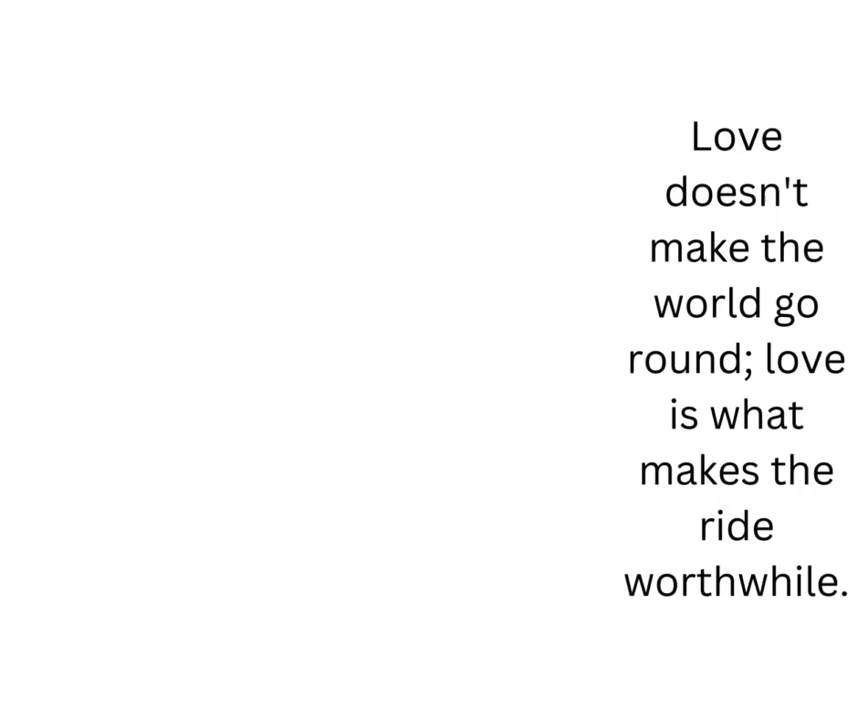 Love
doesn't
make the
world go
round; love
is what
makes the
ride
worthwhile.